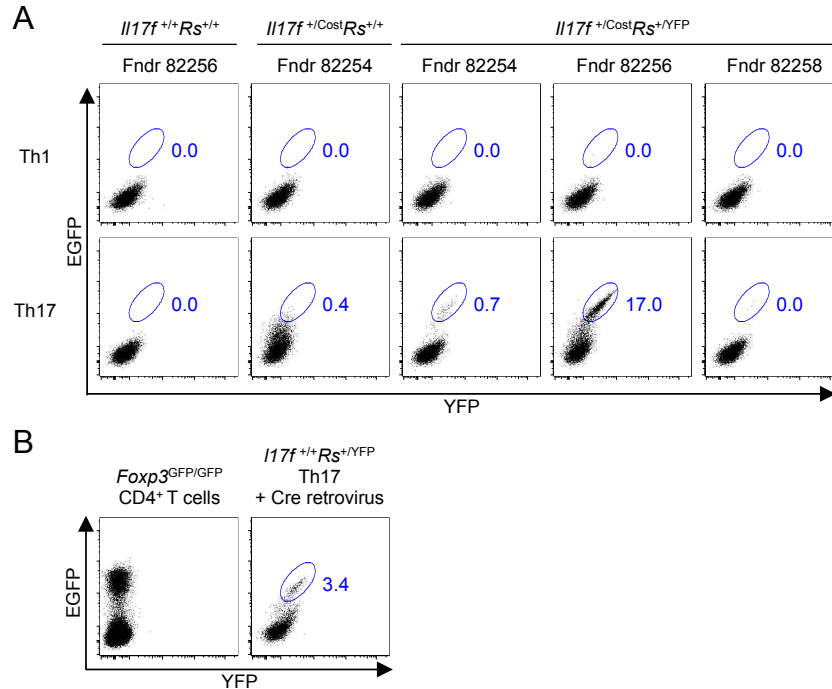 A
Il17f +/+Rs+/+
Il17f +/CostRs+/+
Il17f +/CostRs+/YFP
Fndr 82256
Fndr 82254
Fndr 82254
Fndr 82256
Fndr 82258
Th1
0.0
0.0
0.0
0.0
0.0
EGFP
Th17
0.0
0.4
0.7
17.0
0.0
YFP
B
Foxp3GFP/GFP
CD4+ T cells
I17f +/+Rs+/YFP
Th17
+ Cre retrovirus
EGFP
3.4
YFP